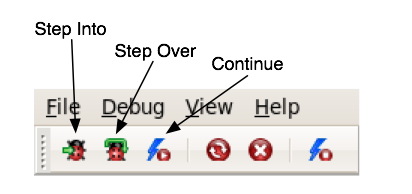 Step Into
Step Over
Continue
File Debug View Help